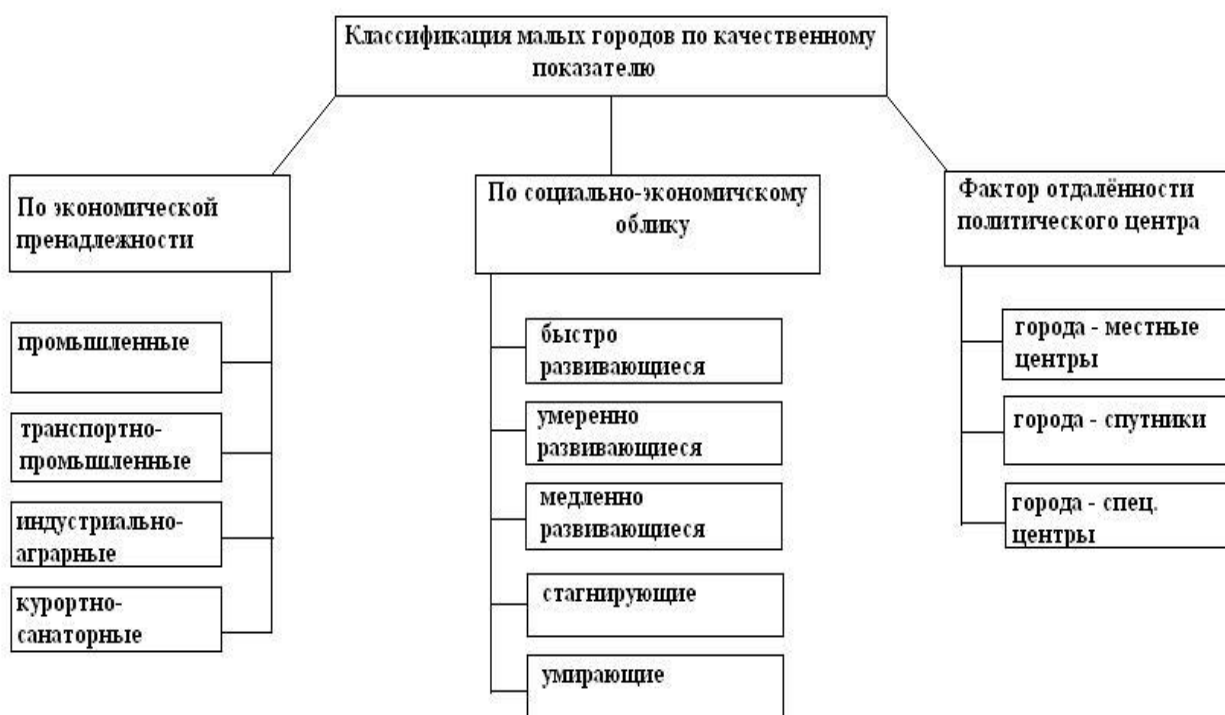 Классификация малых городов по качественному
показателю
По экономической
пренадлежности
промышленные
транспортно-
промышленные
индустриально-
аграрные
курортно-
санаторные
По социально-экономичскому
облику
быстро
развивающиеся
умеренно
развивающиеся
медленно
развивающиеся
стагнирующие
умирающие
Фактор отдалённости
политического центра
города - местные
центры
города - спутники
города - спец.
центры